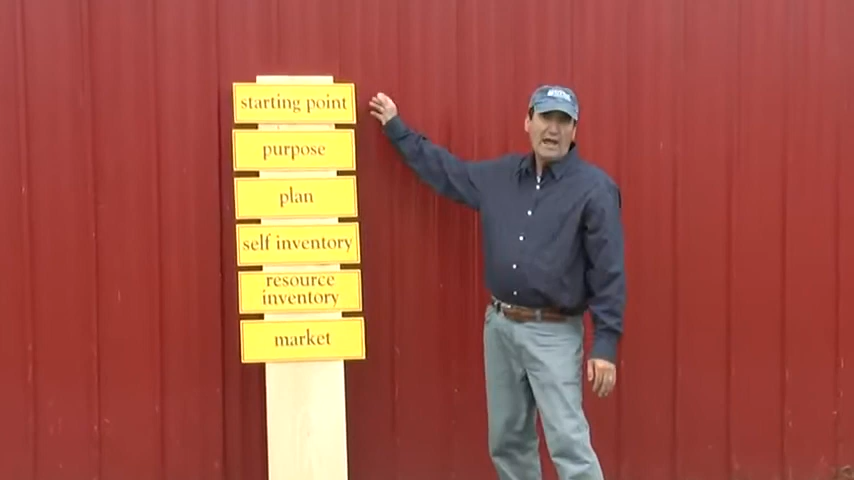 starting point
purpose
plan
self inventory
resource
inventory
market